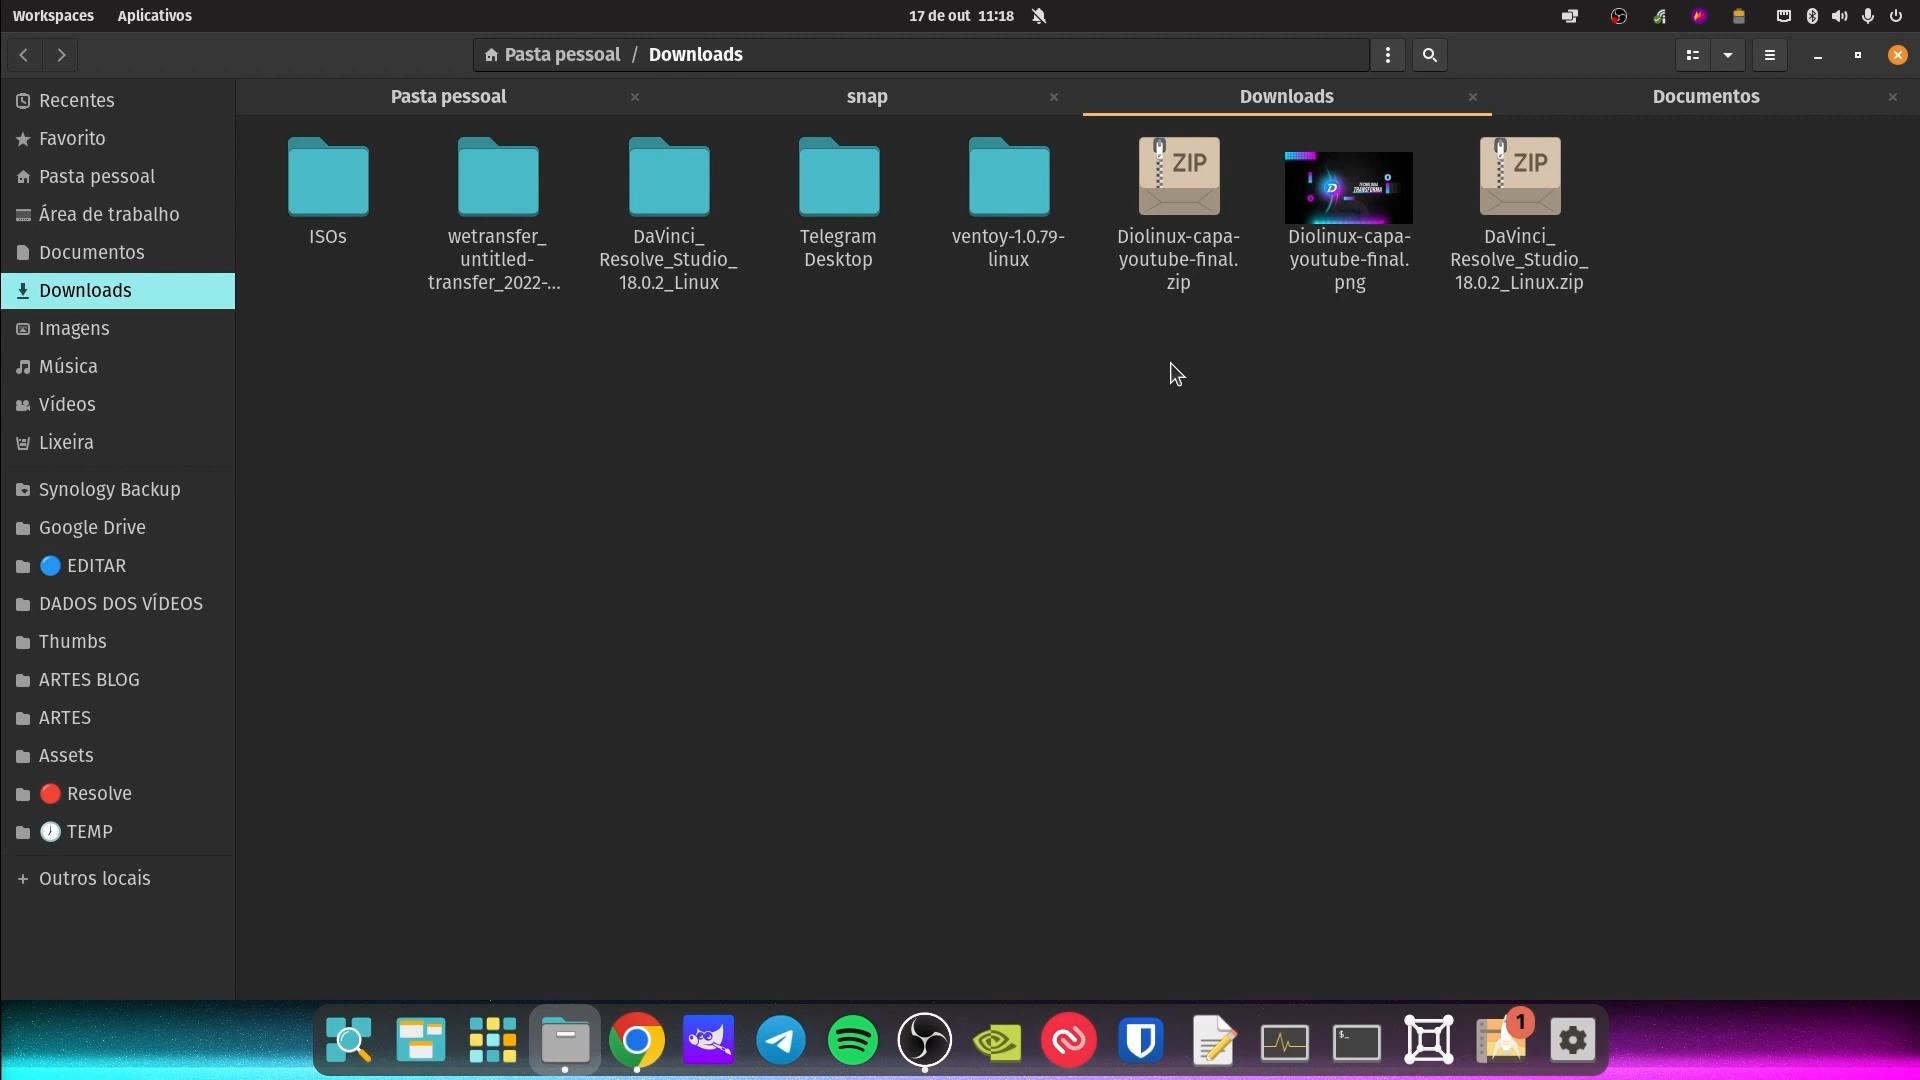 Workspaces Aplicativos 17 de out 11:18
Pasta pessoal / Downloads
Pasta pessoal snap Downloads Documentos
Recentes
Favorito
Pasta pessoal
Área de trabalho
Documentos
Downloads
Imagens
Música
Vídeos
Lixeira
Synology Backup
Google Drive
EDITAR
DADOS DOS VÍDEOS
Thumbs
ARTES BLOG
ARTES
Assets
Resolve
TEMP
+ Outros locais
ISOs
wetransfer_
untitled-
transfer_2022-...
DaVinci_
Resolve_Studio_
18.0.2_Linux
Telegram
Desktop
ventoy-1.0.79-
linux
ZIP
Diolinux-capa-
youtube-final.
zip
TECNOLOGIA
TRANSFORMA
Diolinux-capa-
youtube-final.
png
ZIP
DaVinci_
Resolve_Studio_
18.0.2_Linux.zip
$_
1